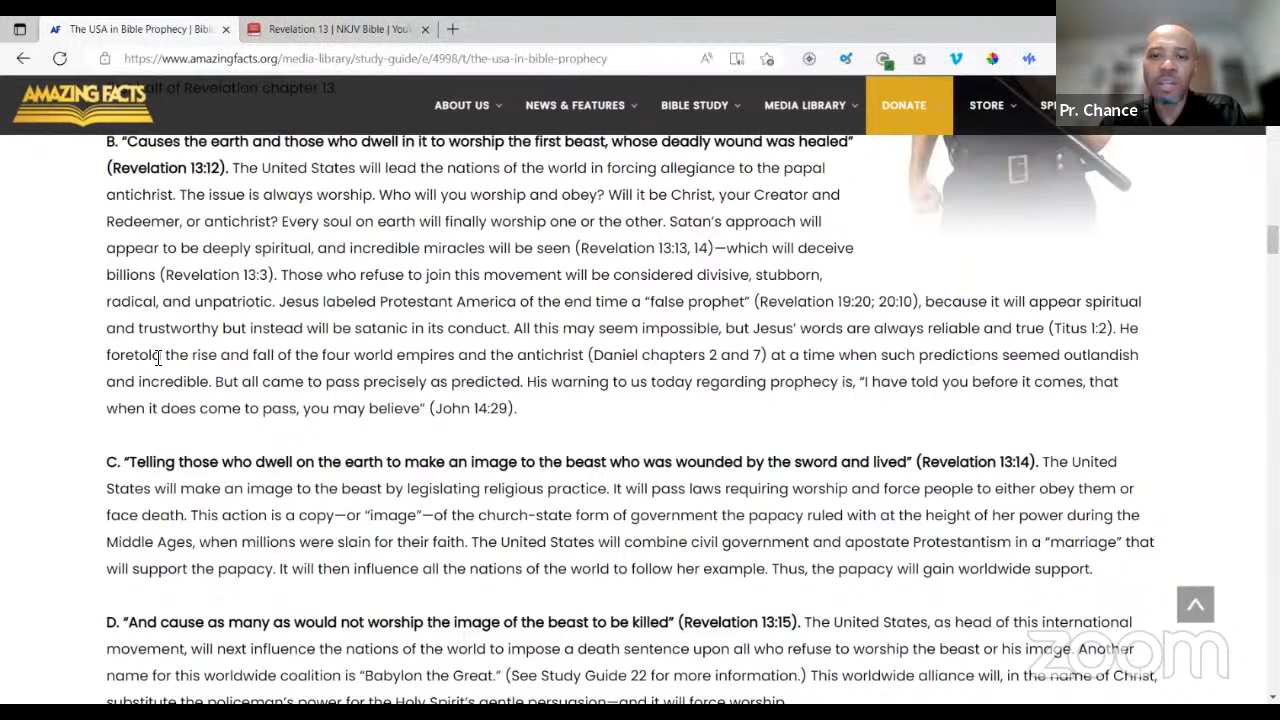 The USA in Bible Prophecy | Bibl
Revelation 13 | NKJV Bible | YouV
https://www.amazingfacts.org/media-library/study-guide/e/4998/t/the-usa-in-bible-prophecy
Pr. Chance
AMAZING FACTS
ABOUT US
NEWS & FEATURES
BIBLE STUDY
MEDIA LIBRARY
DONATE
STORE
alf of Revelation chapter 13.
B. “Causes the earth and those who dwell in it to worship the first beast, whose deadly wound was healed”
(Revelation 13:12). The United States will lead the nations of the world in forcing allegiance to the papal
antichrist. The issue is always worship. Who will you worship and obey? Will it be Christ, your Creator and
Redeemer, or antichrist? Every soul on earth will finally worship one or the other. Satan’s approach will
appear to be deeply spiritual, and incredible miracles will be seen (Revelation 13:13, 14)—which will deceive
billions (Revelation 13:3). Those who refuse to join this movement will be considered divisive, stubborn,
radical, and unpatriotic. Jesus labeled Protestant America of the end time a “false prophet” (Revelation 19:20; 20:10), because it will appear spiritual
and trustworthy but instead will be satanic in its conduct. All this may seem impossible, but Jesus’ words are always reliable and true (Titus 1:2). He
foretold the rise and fall of the four world empires and the antichrist (Daniel chapters 2 and 7) at a time when such predictions seemed outlandish
and incredible. But all came to pass precisely as predicted. His warning to us today regarding prophecy is, “I have told you before it comes, that
when it does come to pass, you may believe” (John 14:29).
C. “Telling those who dwell on the earth to make an image to the beast who was wounded by the sword and lived” (Revelation 13:14). The United
States will make an image to the beast by legislating religious practice. It will pass laws requiring worship and force people to either obey them or
face death. This action is a copy—or “image”—of the church-state form of government the papacy ruled with at the height of her power during the
Middle Ages, when millions were slain for their faith. The United States will combine civil government and apostate Protestantism in a “marriage” that
will support the papacy. It will then influence all the nations of the world to follow her example. Thus, the papacy will gain worldwide support.
D. “And cause as many as would not worship the image of the beast to be killed” (Revelation 13:15). The United States, as head of this international
movement, will next influence the nations of the world to impose a death sentence upon all who refuse to worship the beast or his image. Another
name for this worldwide coalition is “Babylon the Great.” (See Study Guide 22 for more information.) This worldwide alliance will, in the name of Christ,
substitute the policeman’s power for the Holy Spirit’s gentle persuasion—and it will force worship.
zoom